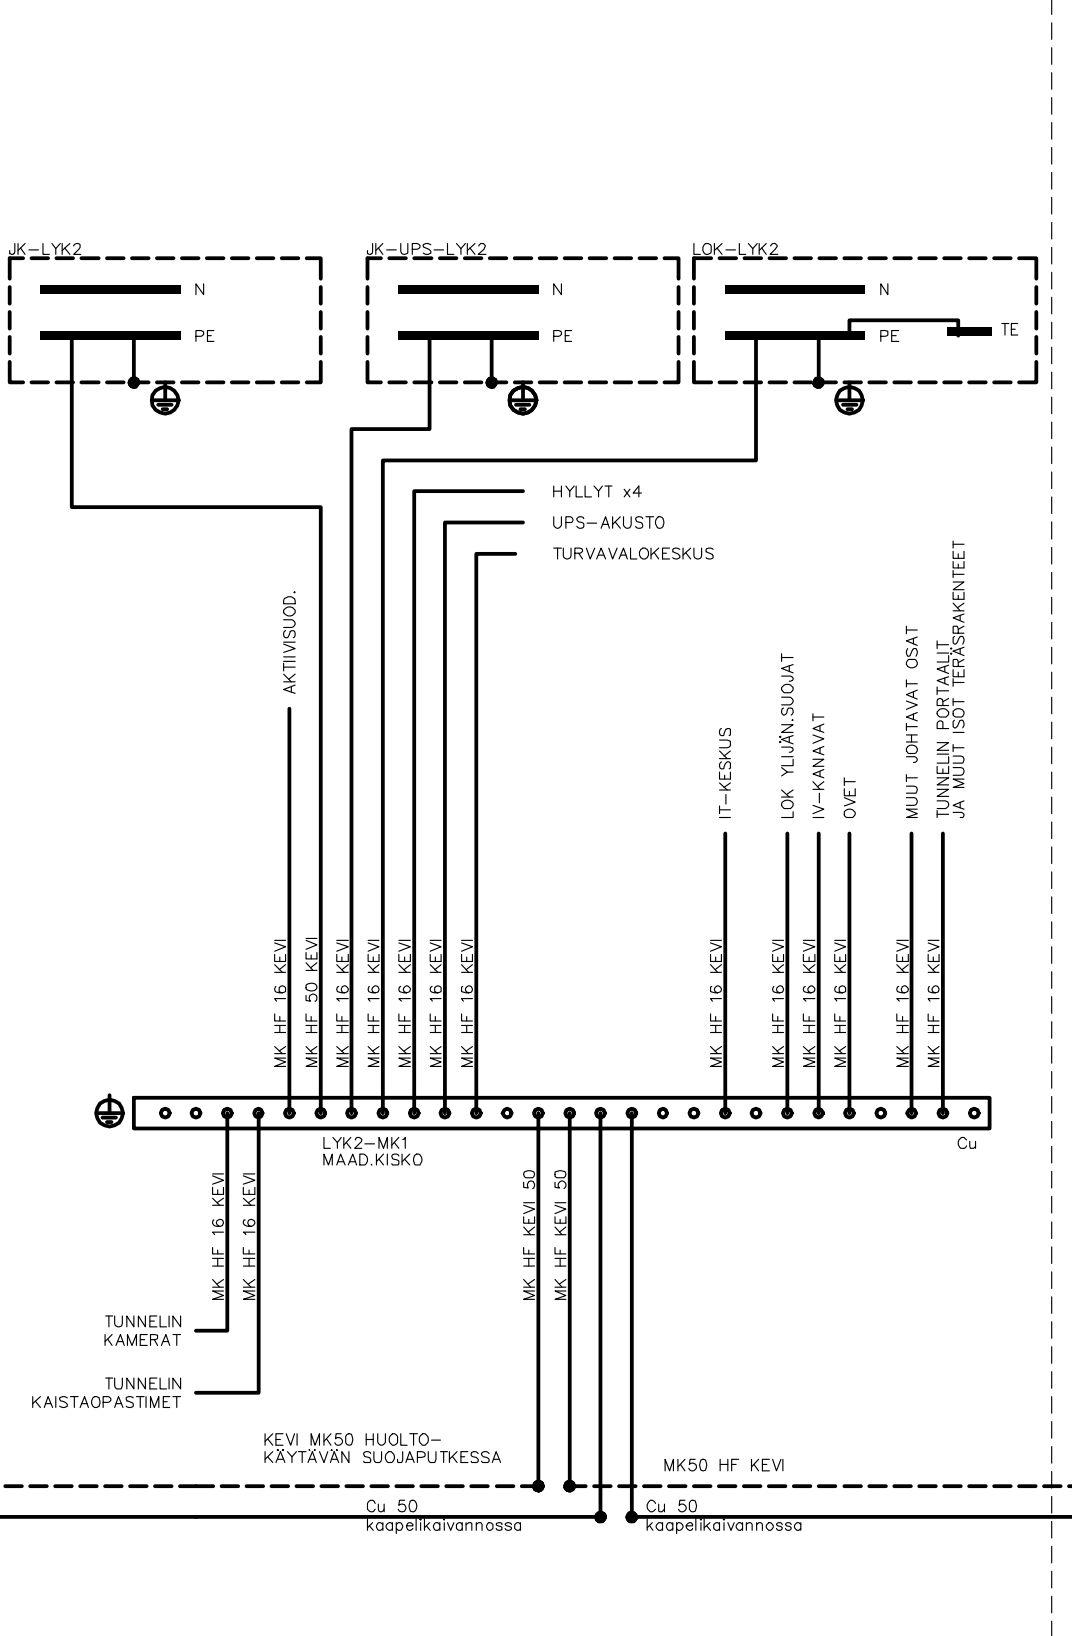 JK-LYK2
JK-UPS-LYK2
LOK-LYK2
N
N
N
PE
PE
PE
TE
HYLLYT x4
UPS-AKUSTO
TURVAVALOKESKUS
AKTIIVISUOD.
IT-KESKUS
LOK YLIJÄN.SUOJAT
IV-KANAVAT
OVET
MUUT JOHTAVAT OSAT
TUNNELIN PORTAALIT
JA MUUT ISOT TERÄSRAKENTEET
MK HF 16 KEVI
MK HF 50 KEVI
MK HF 16 KEVI
MK HF 16 KEVI
MK HF 16 KEVI
MK HF 16 KEVI
MK HF 16 KEVI
MK HF 16 KEVI
MK HF 16 KEVI
MK HF 16 KEVI
MK HF 16 KEVI
MK HF 16 KEVI
MK HF 16 KEVI
LYK2-MK1
MAAD.KISKO
Cu
MK HF 16 KEVI
MK HF 16 KEVI
MK HF KEVI 50
MK HF KEVI 50
TUNNELIN
KAMERAT
TUNNELIN
KAISTAOPASTIMET
KEVI MK50 HUOLTO-
KÄYTÄVÄN SUOJAPUTKESSA
MK50 HF KEVI
Cu 50
kaapelikaivannossa
Cu 50
kaapelikaivannossa